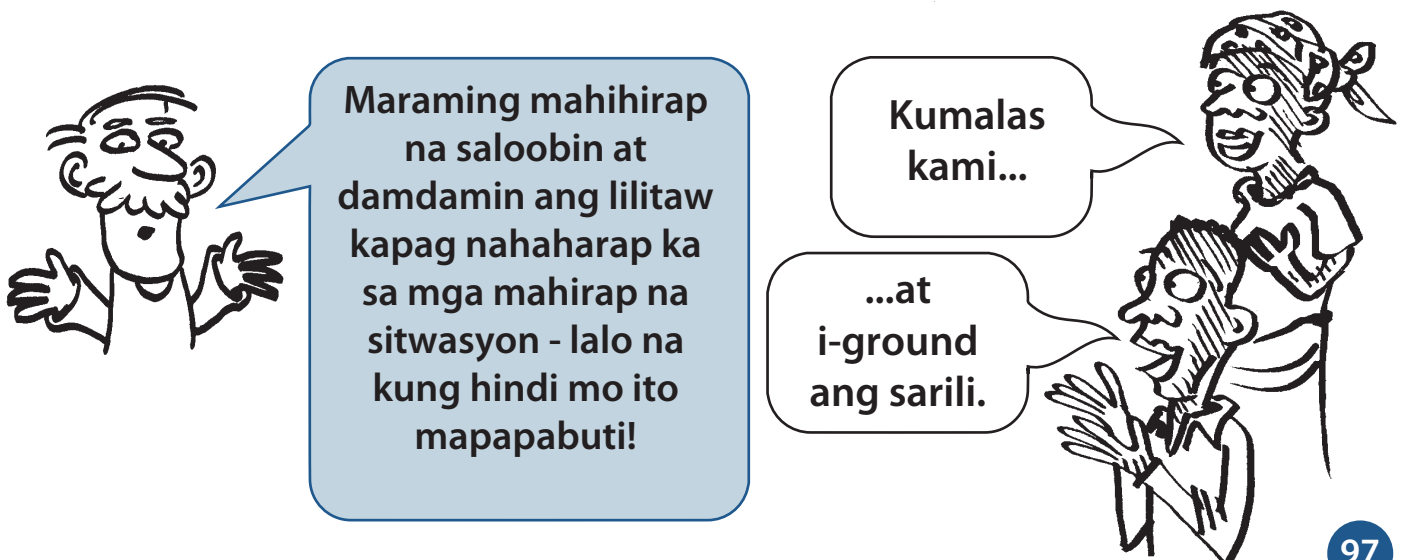 Maraming mahihirap
na saloobin at
damdamin ang lilitaw
kapag nahaharap ka
sa mga mahirap na
sitwasyon - lalo na
kung hindi mo ito
mapapabuti!
Kumalas
kami...
...at
i-ground
ang sarili.
97